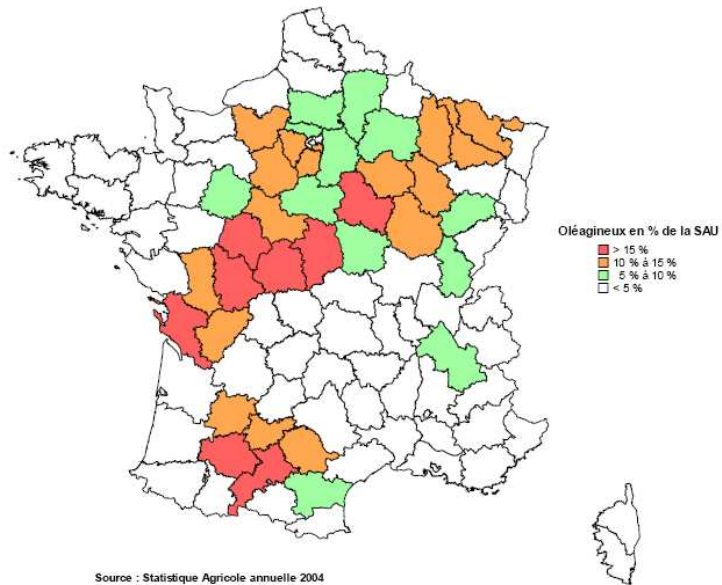 Oléagineux en % de la SAU
> 15 %
10 % à 15 %
5 % à 10 %
< 5 %
Source : Statistique Agricole annuelle 2004